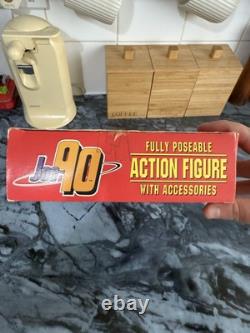 COFFEE
Joe 90
FULLY POSEABLE
ACTION FIGURE
WITH ACCESSORIES